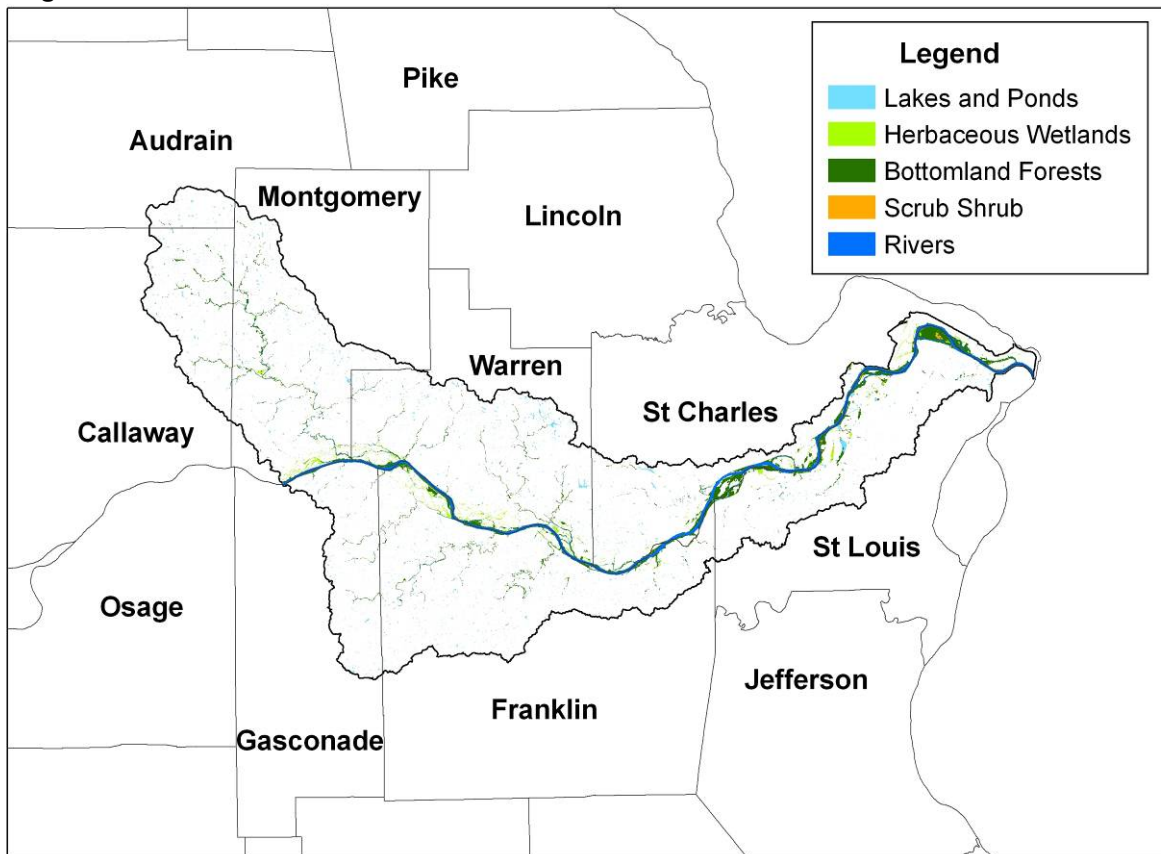 Pike
Legend
Lakes and Ponds
Herbaceous Wetlands
Bottomland Forests
Scrub Shrub
Rivers
Audrain
Montgomery
Lincoln
Warren
St Charles
Callaway
St Louis
Osage
Jefferson
Franklin
Gasconade